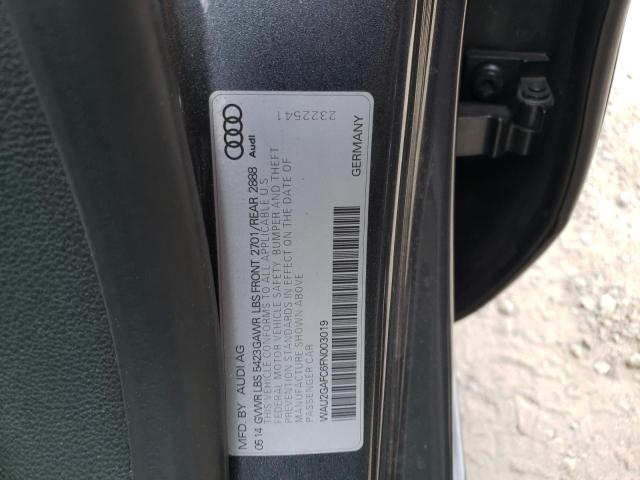 MFD. BY AUDI AG
05 14 GVWR LBS 5423 GAWR LBS FRONT 2701/REAR 2888
THIS VEHICLE CONFORMS TO ALL APPLICABLE U S
FEDERAL MOTOR VEHICLE SAFETY, BUMPER AND THEFT
PREVENTION STANDARDS IN EFFECT ON THE DATE OF
MANUFACTURE SHOWN ABOVE
PASSENGER CAR
WAU2GAFC6FN003019
Audi
2322541
GERMANY